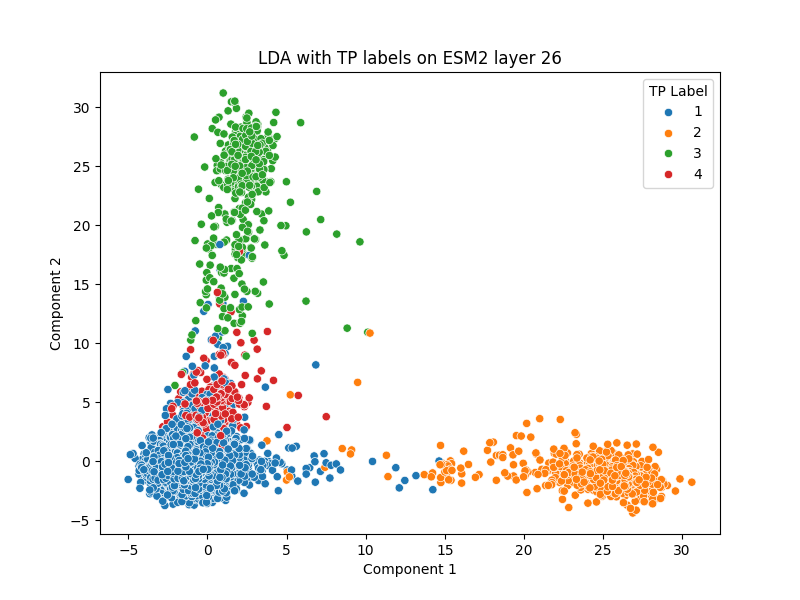 LDA with TP labels on ESM2 layer 26
TP Label
1
2
3
4
30
25
20
15
10
5
0
−5
Component 2
−5 0 5 10 15 20 25 30
Component 1